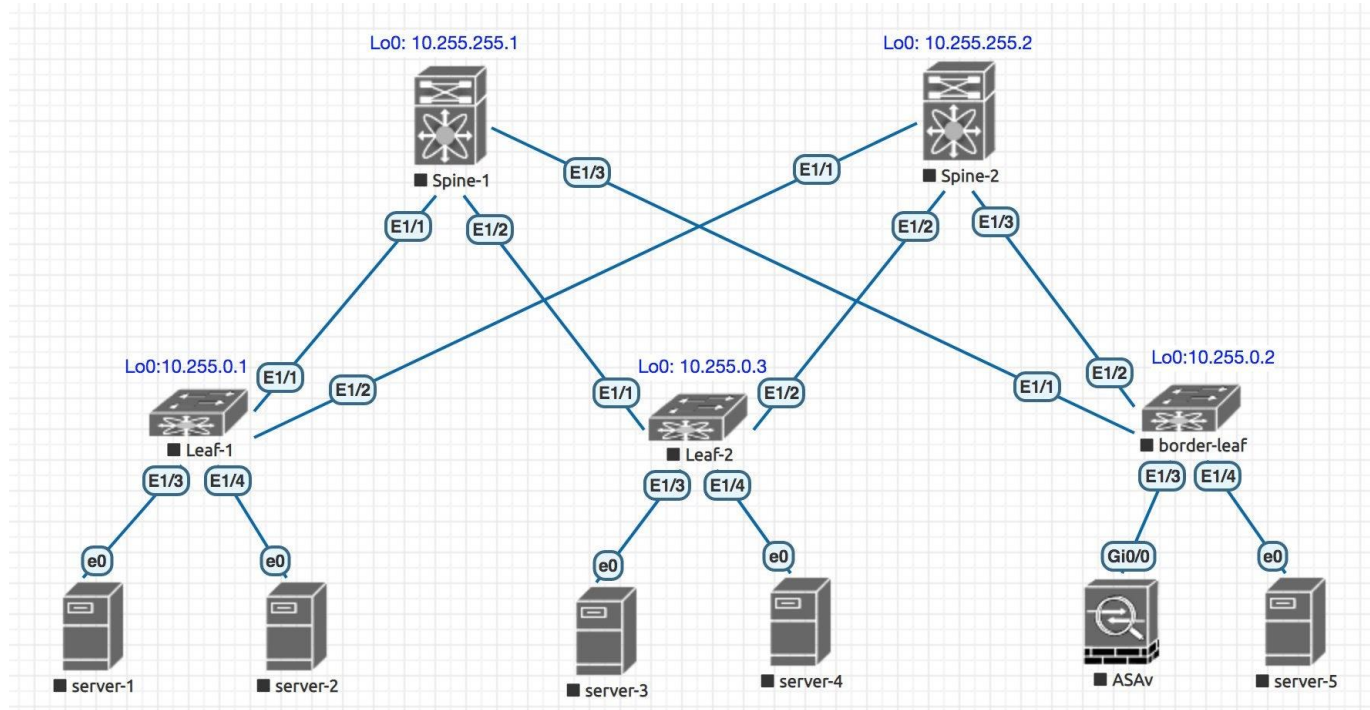 Lo0: 10.255.255.1
Lo0: 10.255.255.2
Spine-1
Spine-2
E1/3
E1/1
E1/1
E1/2
E1/2
E1/3
Lo0:10.255.0.1
Lo0: 10.255.0.3
Lo0:10.255.0.2
E1/1
E1/2
E1/1
E1/2
E1/1
E1/2
Leaf-1
Leaf-2
border-leaf
E1/3
E1/4
E1/3
E1/4
E1/3
E1/4
e0
e0
e0
e0
Gi0/0
e0
server-1
server-2
server-3
server-4
ASAv
server-5